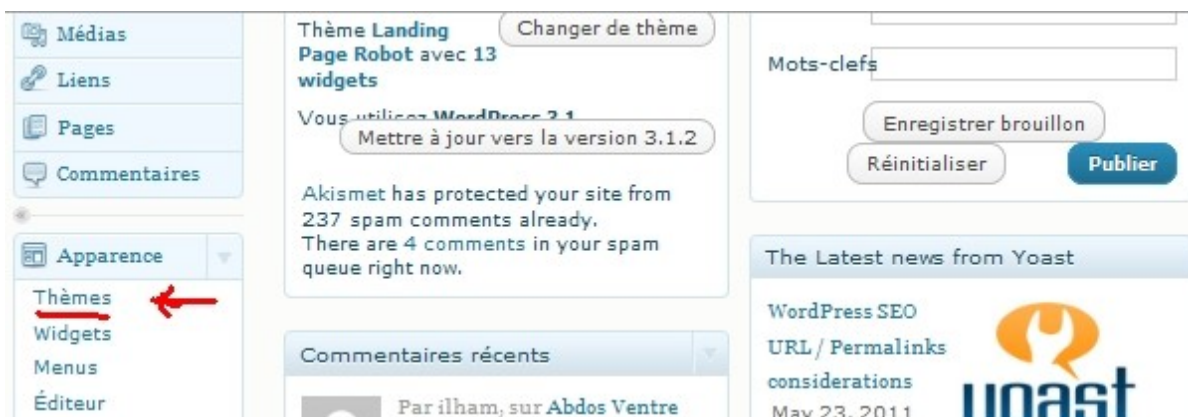 Médias
Liens
Pages
Commentaires
Apparence
Thèmes
Widgets
Menus
Éditeur
Thème Landing
Page Robot avec 13
widgets
Changer de thème
Vous utilisez WordPress 3.1
Mettre à jour vers la version 3.1.2
Akismet has protected your site from
237 spam comments already.
There are 4 comments in your spam
queue right now.
Commentaires récents
Par ilham, sur Abdos Ventre
Mots-clefs
Enregistrer brouillon
Réinitialiser
Publier
The Latest news from Yoast
WordPress SEO
URL / Permalinks
considerations
May 23, 2011
yoast